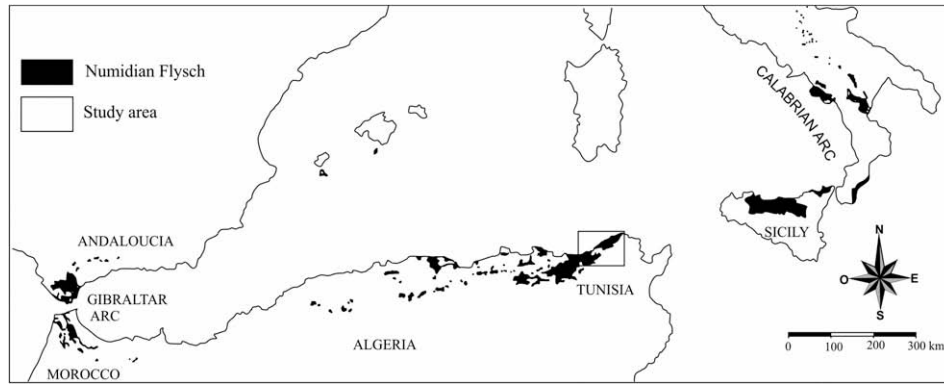 Numidian Flysch
Study area
CALABRIAN ARC
ANDALOUCIA
GIBRALTAR
ARC
MOROCCO
ALGERIA
TUNISIA
SICILY
N
O
E
S
0 100 200 300 km